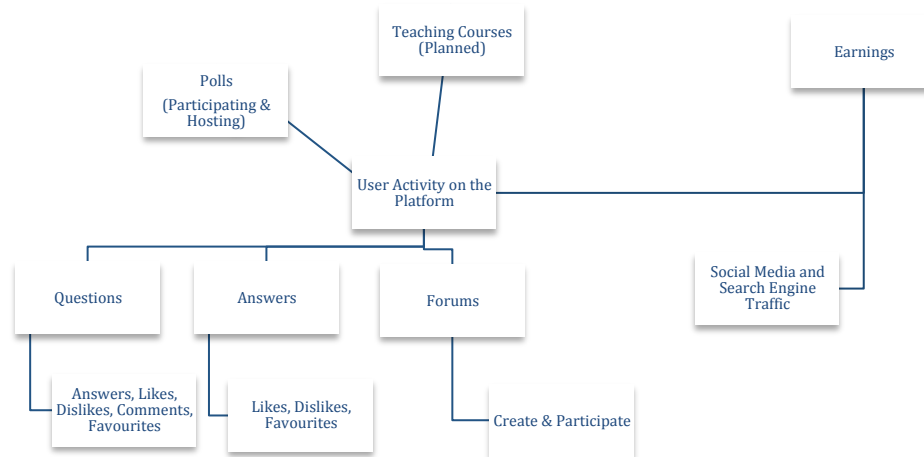 Teaching Courses
(Planned)
Earnings
Polls
(Participating &
Hosting)
User Activity on the
Platform
Questions
Answers
Forums
Social Media and
Search Engine
Traffic
Answers, Likes,
Dislikes, Comments,
Favourites
Likes, Dislikes,
Favourites
Create & Participate